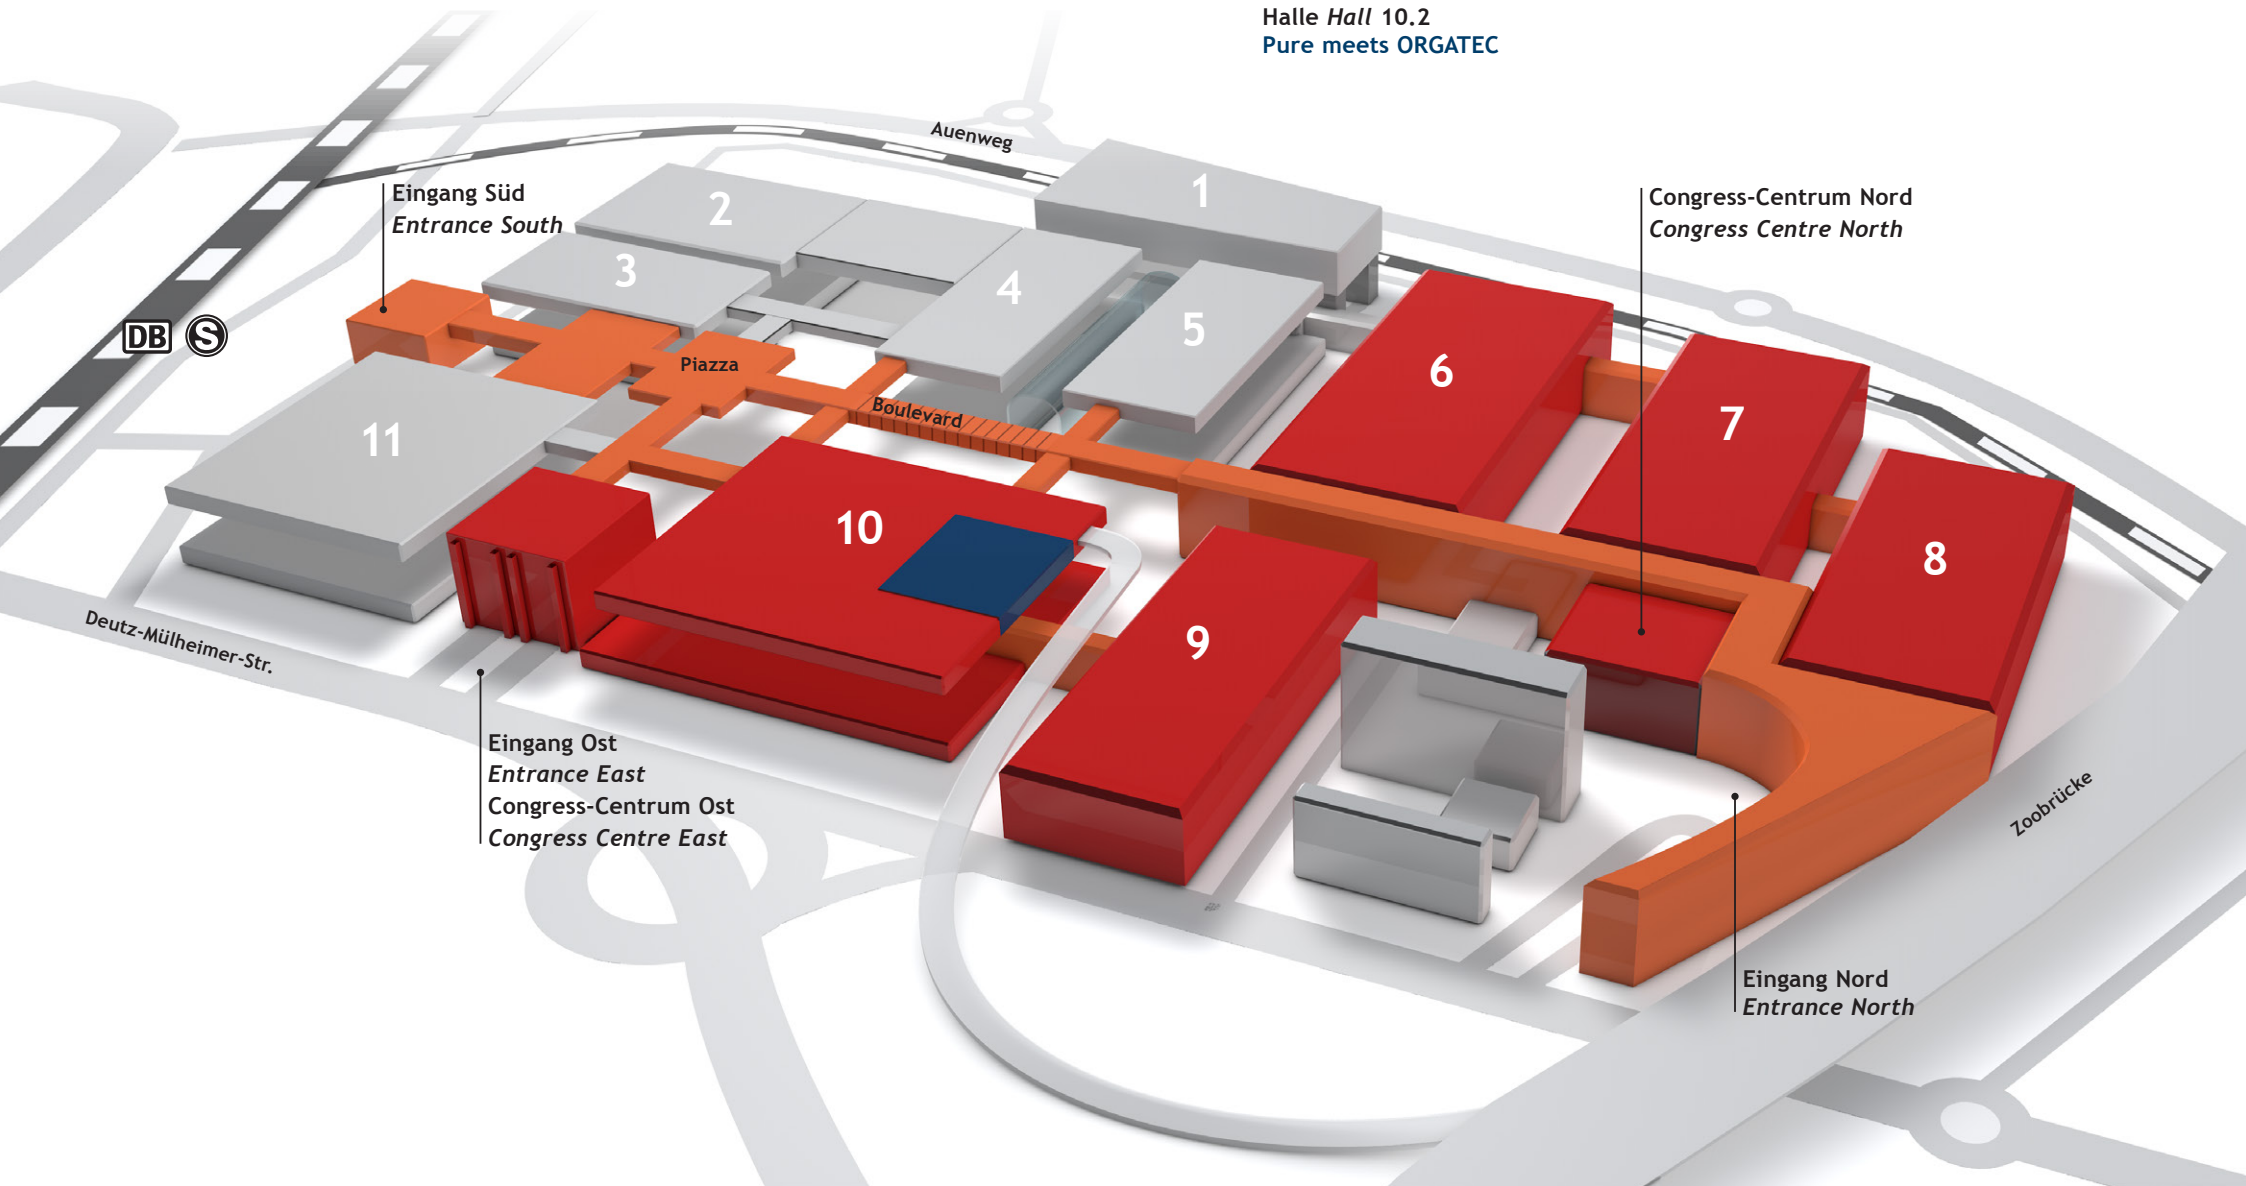 Halle Hall 10.2
Pure meets ORGATEC
Auenweg
1
Eingang Süd
Entrance South
2
Congress-Centrum Nord
Congress Centre North
3
4
5
DB
S
Piazza
6
Boulevard
7
11
10
8
9
Deutz-Mülheimer-Str.
Eingang Ost
Entrance East
Congress-Centrum Ost
Congress Centre East
Zoobrücke
Eingang Nord
Entrance North